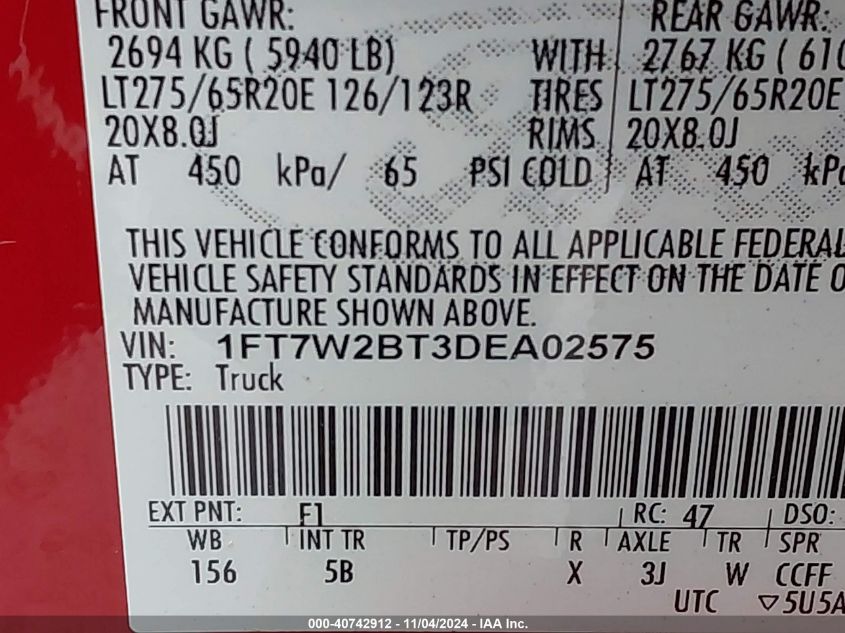 FRONT GAWR: REAR GAWR:
2694 KG ( 5940 LB) WITH 2767 KG ( 610
LT275/65R20E 126/123R TIRES LT275/65R20E
20X8.0J RIMS 20X8.0J
AT 450 kPa/ 65 PSI COLD AT 450 kPa
THIS VEHICLE CONFORMS TO ALL APPLICABLE FEDERAL
VEHICLE SAFETY STANDARDS IN EFFECT ON THE DATE O
MANUFACTURE SHOWN ABOVE.
VIN: 1FT7W2BT3DEA02575
TYPE: Truck
EXT PNT: F1 RC: 47 DSO:
WB INT TR TP/PS R AXLE TR SPR
156 5B X 3J W CCFF
UTC ▽5U5A
000-40742912 - 11/04/2024 - IAA Inc.